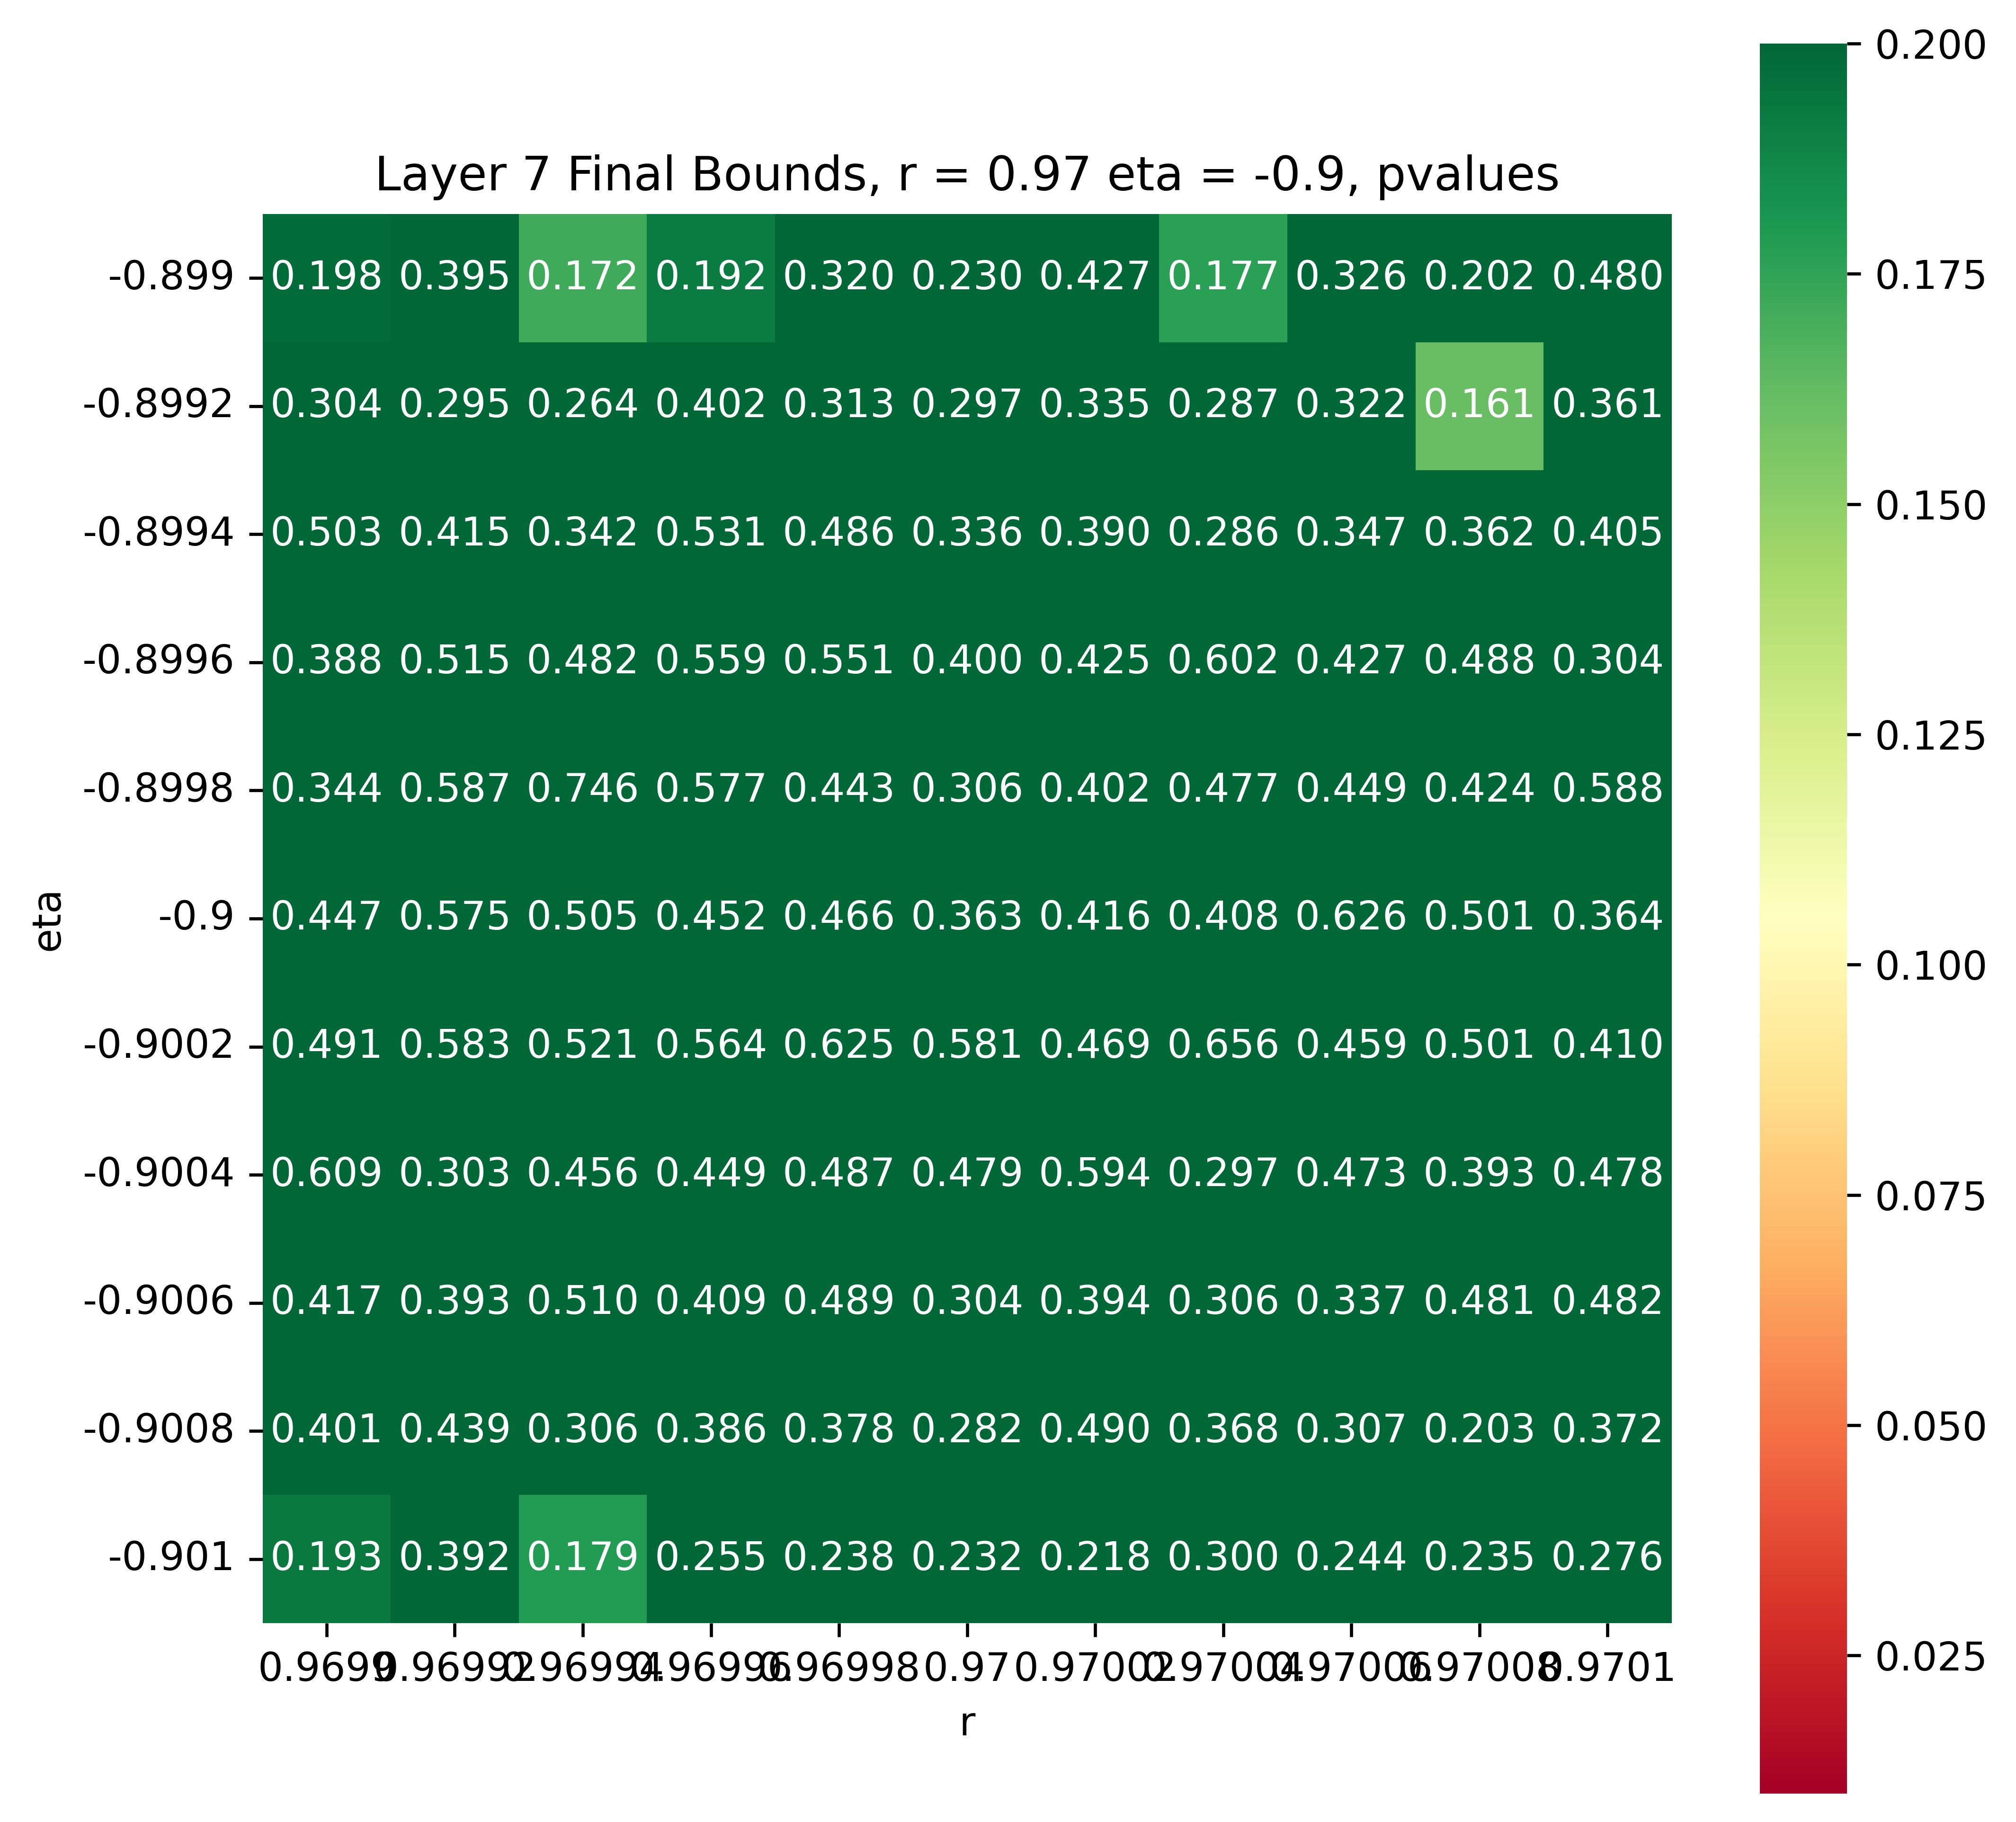 Layer 7 Final Bounds, r = 0.97 eta = -0.9, pvalues
-0.899 0.198 0.395 0.172 0.192 0.320 0.230 0.427 0.177 0.326 0.202 0.480
-0.8992 0.304 0.295 0.264 0.402 0.313 0.297 0.335 0.287 0.322 0.161 0.361
-0.8994 0.503 0.415 0.342 0.531 0.486 0.336 0.390 0.286 0.347 0.362 0.405
-0.8996 0.388 0.515 0.482 0.559 0.551 0.400 0.425 0.602 0.427 0.488 0.304
-0.8998 0.344 0.587 0.746 0.577 0.443 0.306 0.402 0.477 0.449 0.424 0.588
-0.9 0.447 0.575 0.505 0.452 0.466 0.363 0.416 0.408 0.626 0.501 0.364
-0.9002 0.491 0.583 0.521 0.564 0.625 0.581 0.469 0.656 0.459 0.501 0.410
-0.9004 0.609 0.303 0.456 0.449 0.487 0.479 0.594 0.297 0.473 0.393 0.478
-0.9006 0.417 0.393 0.510 0.409 0.489 0.304 0.394 0.306 0.337 0.481 0.482
-0.9008 0.401 0.439 0.306 0.386 0.378 0.282 0.490 0.368 0.307 0.203 0.372
-0.901 0.193 0.392 0.179 0.255 0.238 0.232 0.218 0.300 0.244 0.235 0.276
0.9699 0.96992 0.96994 0.96996 0.96998 0.97 0.97002 0.97004 0.97006 0.97008 0.9701
r
eta
0.200
0.175
0.150
0.125
0.100
0.075
0.050
0.025